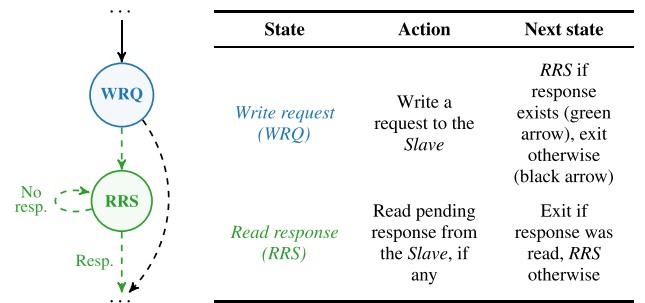 ...
WRQ
No
resp.
RRS
Resp.
...
State Action Next state
Write request
(WRQ)
Write a
request to the
Slave
RRS if
response
exists (green
arrow), exit
otherwise
(black arrow)
Read response
(RRS)
Read pending
response from
the Slave, if
any
Exit if
response was
read, RRS
otherwise